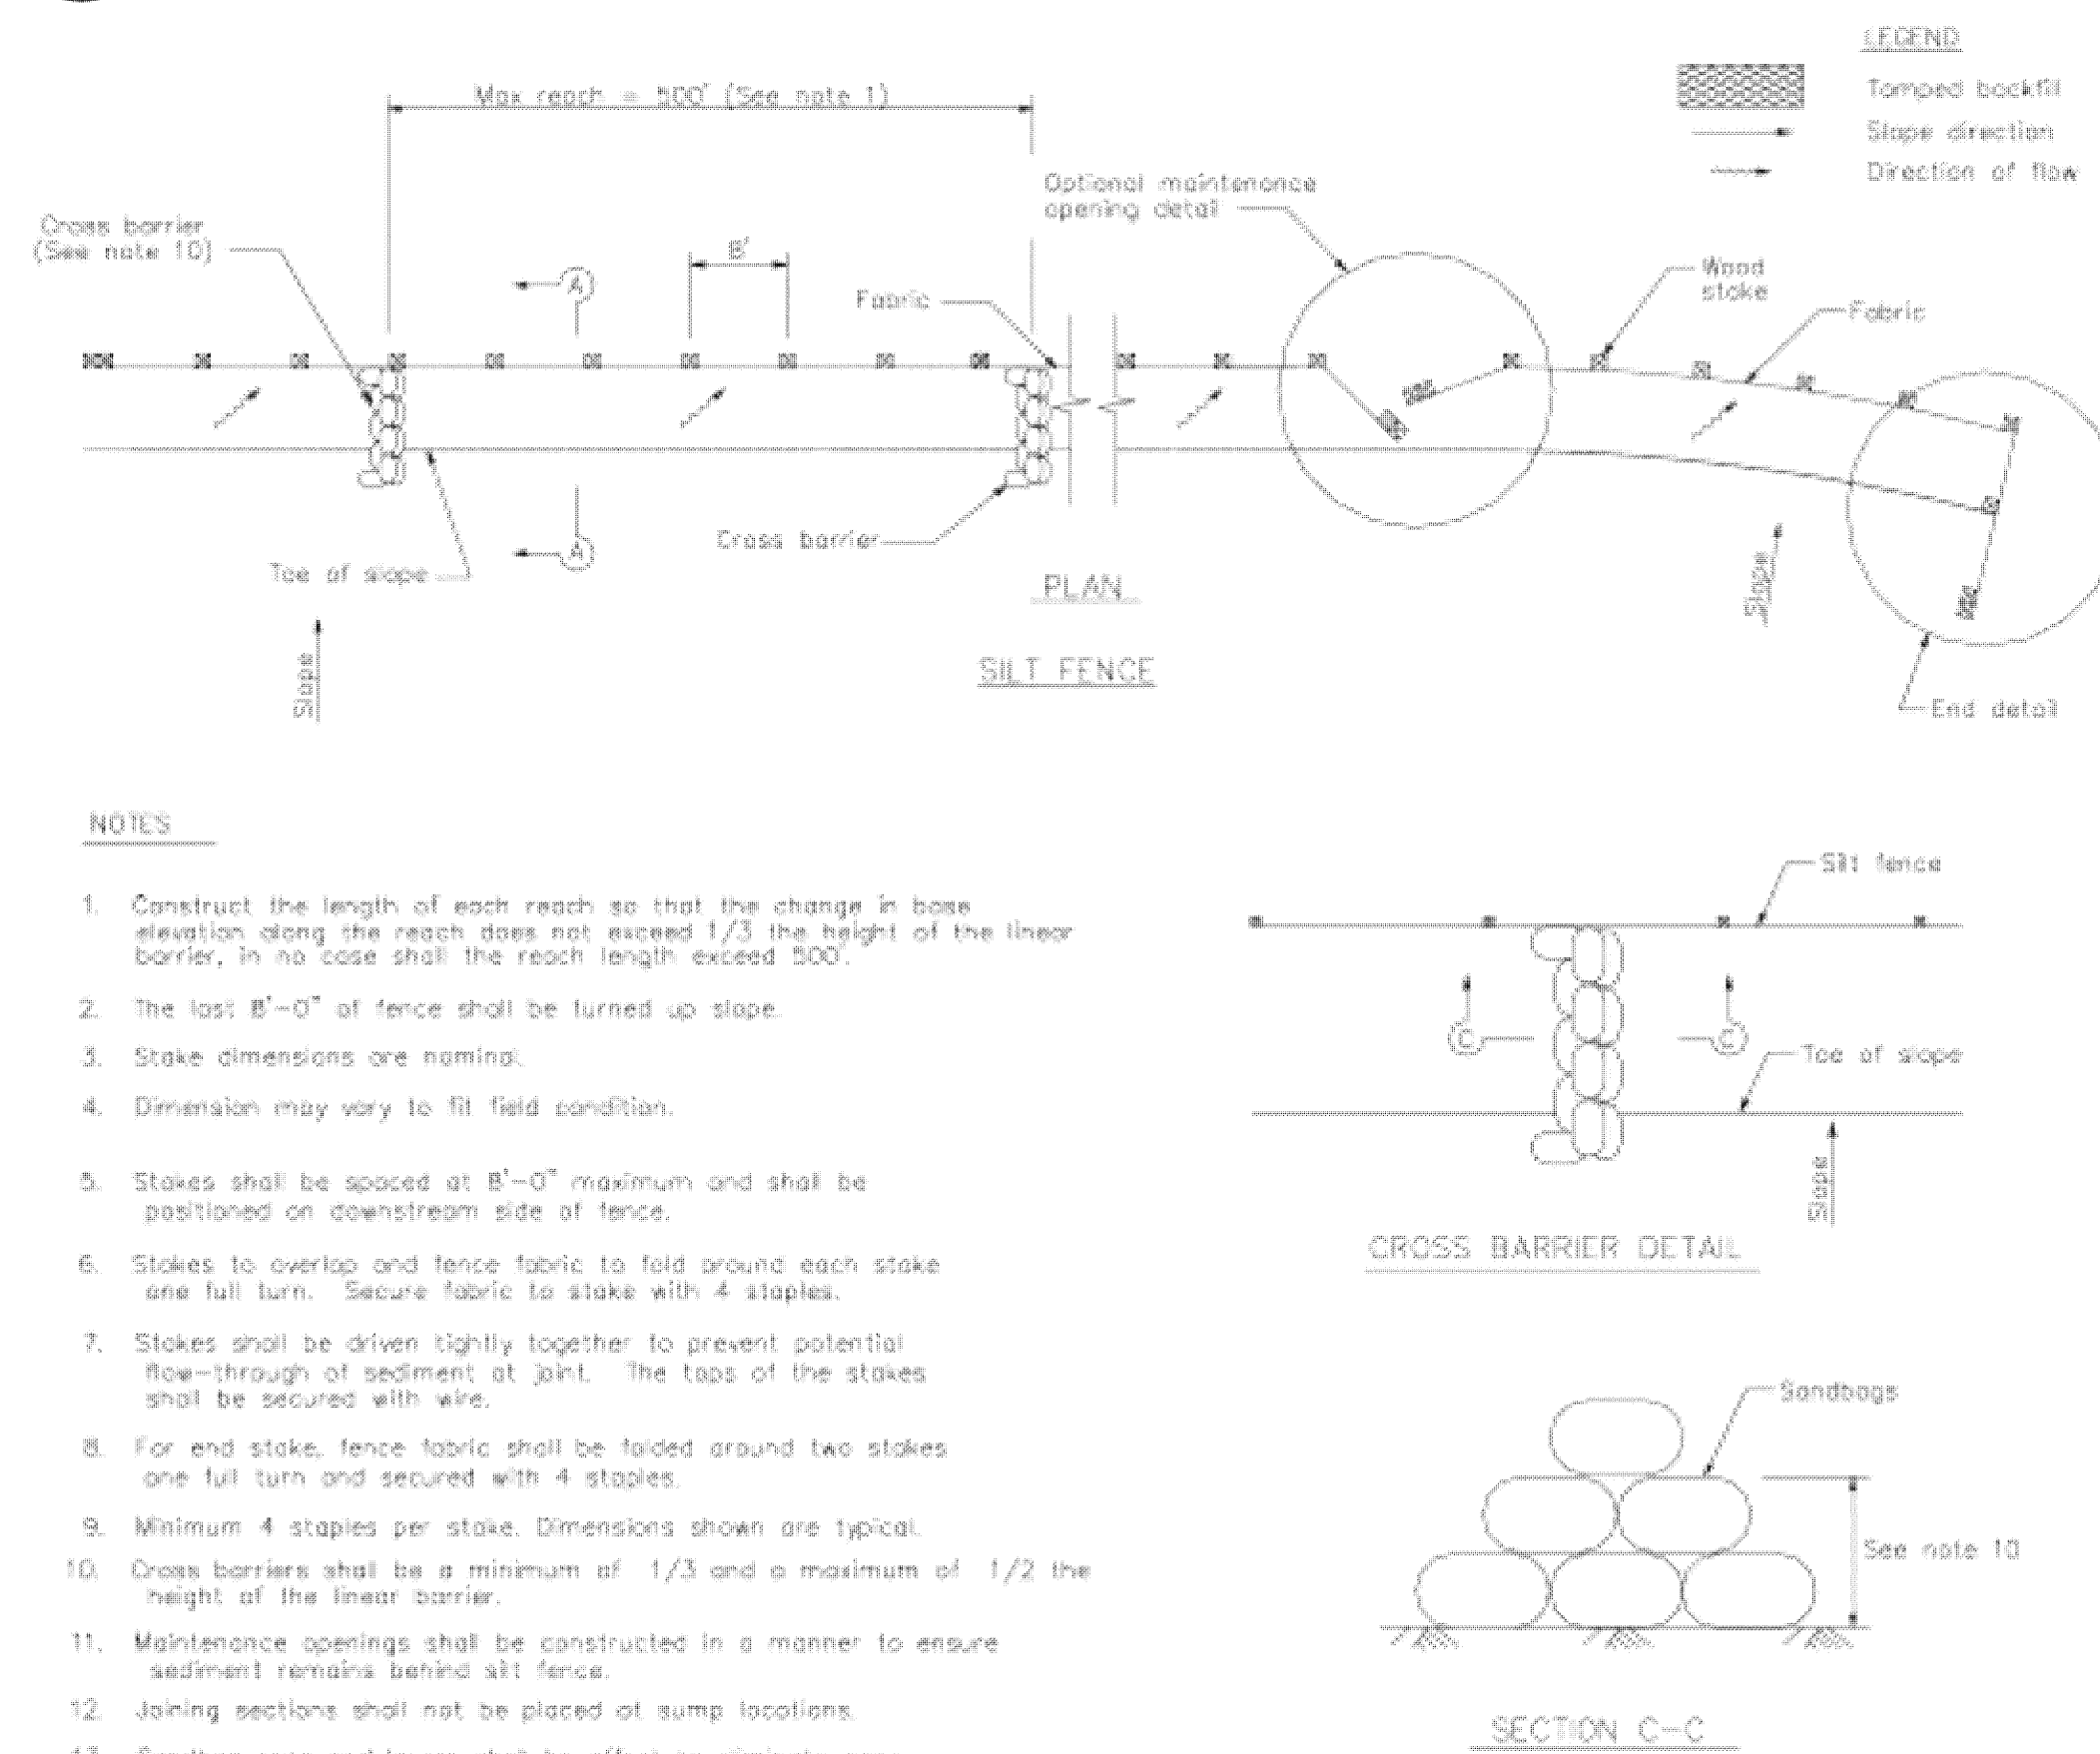 LEGEND
Tamped backfill
Slope direction
Direction of flow
Max reach = 500' (See note 1)
Optional maintenance
opening detail
Cross barrier
(See note 10)
8'
A
Fabric
Wood
stake
Fabric
Cross barrier
A
Toe of slope
PLAN
Slope
Slope
SILT FENCE
End detail
NOTES
1. Construct the length of each reach so that the change in base
elevation along the reach does not exceed 1/3 the height of the linear
barrier, in no case shall the reach length exceed 500'.
2. The last 8'-0" of fence shall be turned up slope.
3. Stake dimensions are nominal.
4. Dimension may vary to fit field condition.
5. Stakes shall be spaced at 8'-0" maximum and shall be
positioned on downstream side of fence.
6. Stakes to overlap and fence fabric to fold around each stake
one full turn. Secure fabric to stake with 4 staples.
7. Stakes shall be driven tightly together to prevent potential
flow-through of sediment at joint. The tops of the stakes
shall be secured with wire.
8. For end stake, fence fabric shall be folded around two stakes
one full turn and secured with 4 staples.
9. Minimum 4 staples per stake. Dimensions shown are typical.
10. Cross barriers shall be a minimum of 1/3 and a maximum of 1/2 the
height of the linear barrier.
11. Maintenance openings shall be constructed in a manner to ensure
sediment remains behind silt fence.
12. Joining sections shall not be placed at sump locations.
Silt fence
C
C
Toe of slope
Slope
CROSS BARRIER DETAIL
Sandbags
See note 10
SECTION C-C